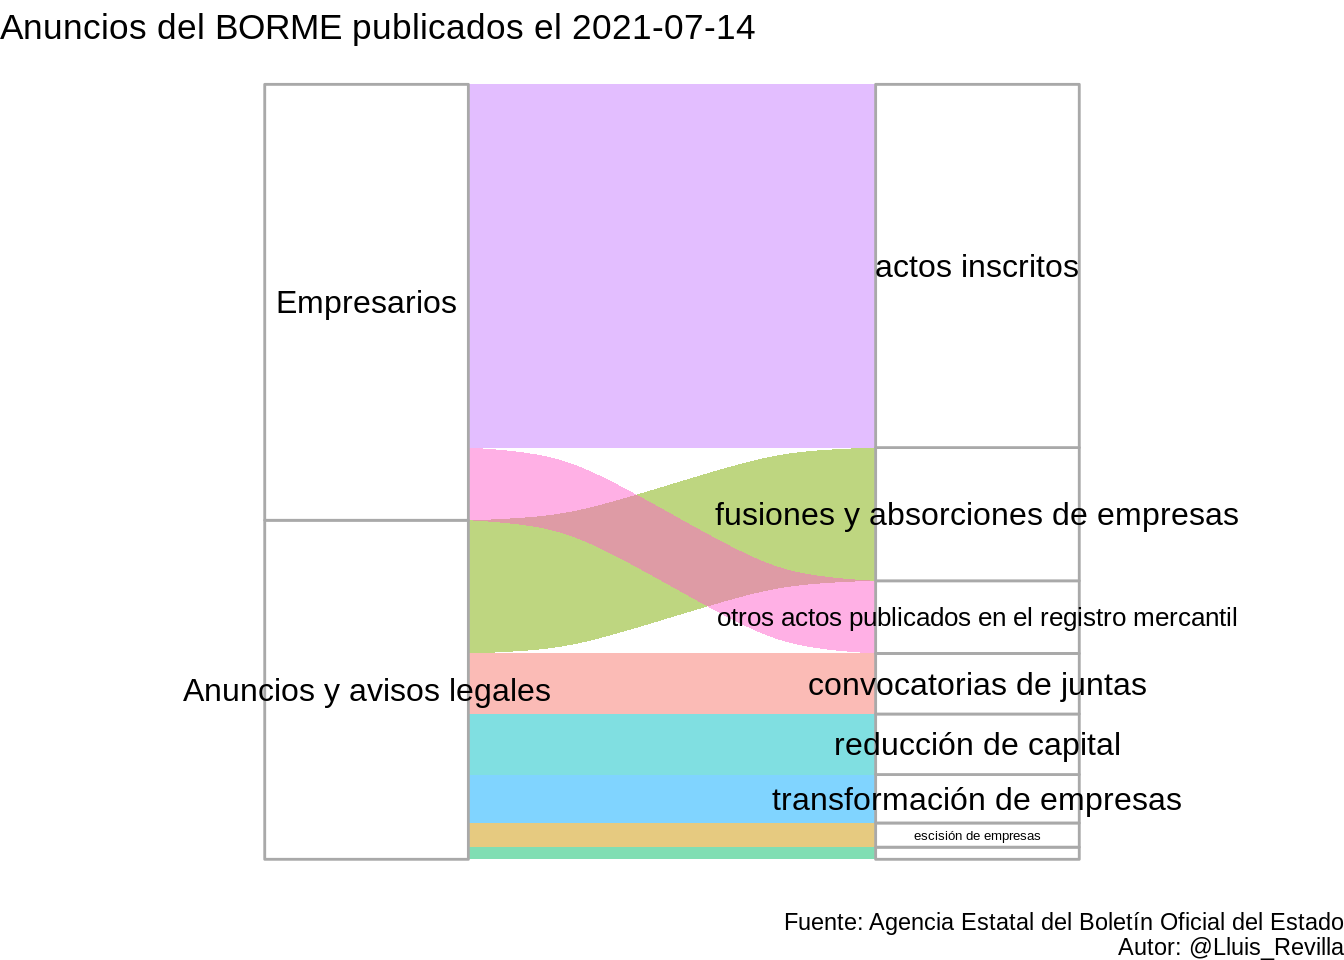 Anuncios del BORME publicados el 2021-07-14
actos inscritos
Empresarios
fusiones y absorciones de empresas
otros actos publicados en el registro mercantil
convocatorias de juntas
Anuncios y avisos legales
reducción de capital
transformación de empresas
escisión de empresas
Fuente: Agencia Estatal del Boletín Oficial del Estado
Autor: @Lluis_Revilla